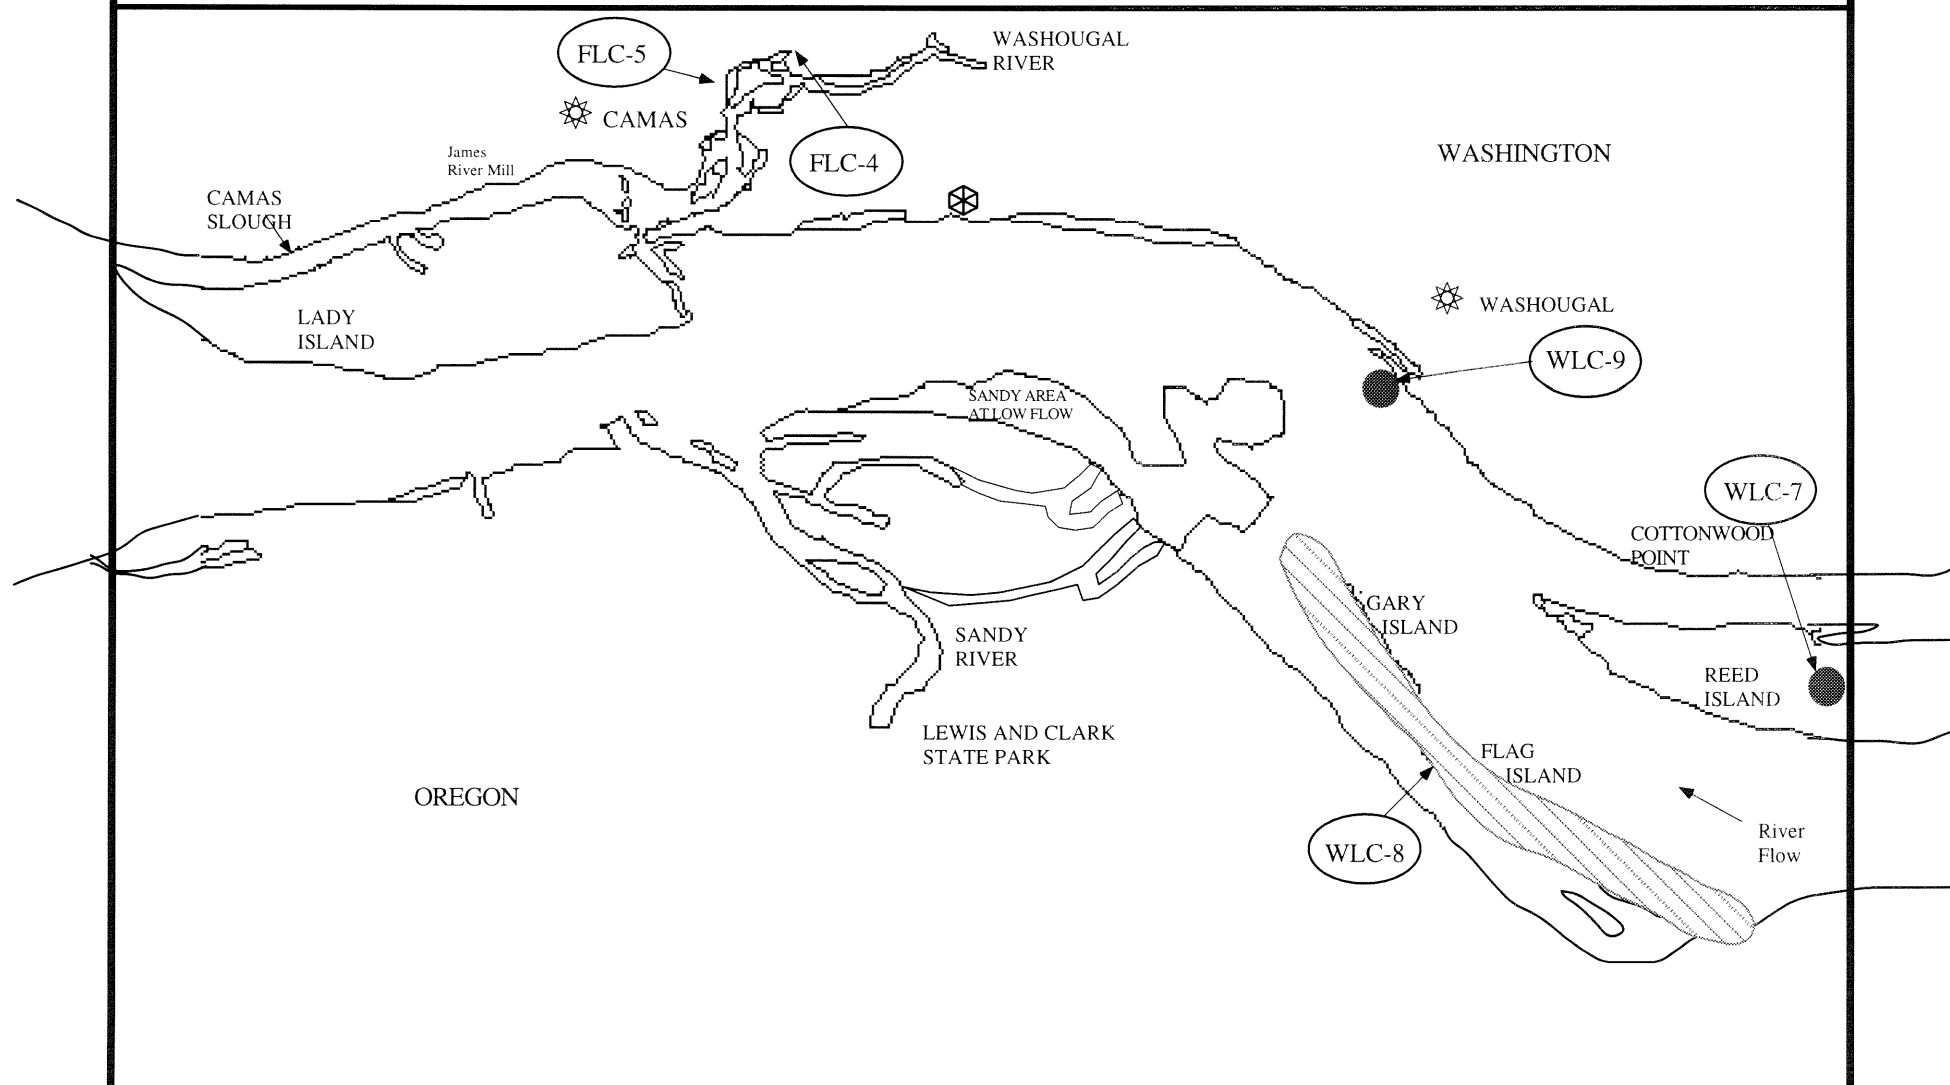 FLC-5
WASHOUGAL
RIVER
CAMAS
FLC-4
WASHINGTON
James
River Mill
CAMAS
SLOUGH
WASHOUGAL
LADY
ISLAND
WLC-9
SANDY AREA
AT LOW FLOW
WLC-7
COTTONWOOD
POINT
GARY
ISLAND
SANDY
RIVER
REED
ISLAND
LEWIS AND CLARK
STATE PARK
FLAG
ISLAND
OREGON
River
Flow
WLC-8